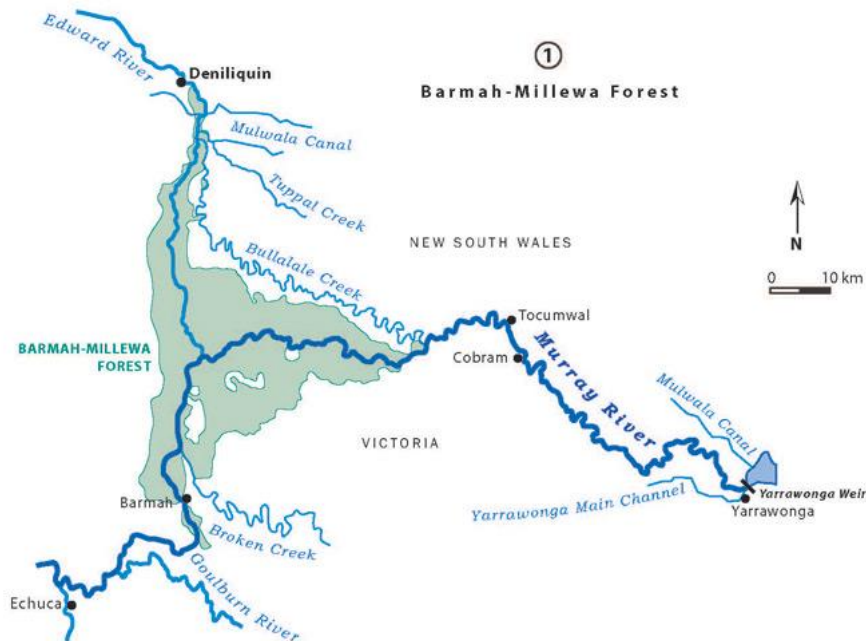 ①
Barmah-Millewa Forest
Edward River
Deniliquin
Mulwala Canal
Tuppal Creek
Bullalale Creek
NEW SOUTH WALES
N
0 10 km
Tocumwal
Cobram
Murray River
BARMAH-MILLEWA
FOREST
Mulwala Canal
VICTORIA
Yarrawonga Weir
Yarrawonga Main Channel
Yarrawonga
Barmah
Broken Creek
Goulburn River
Echuca